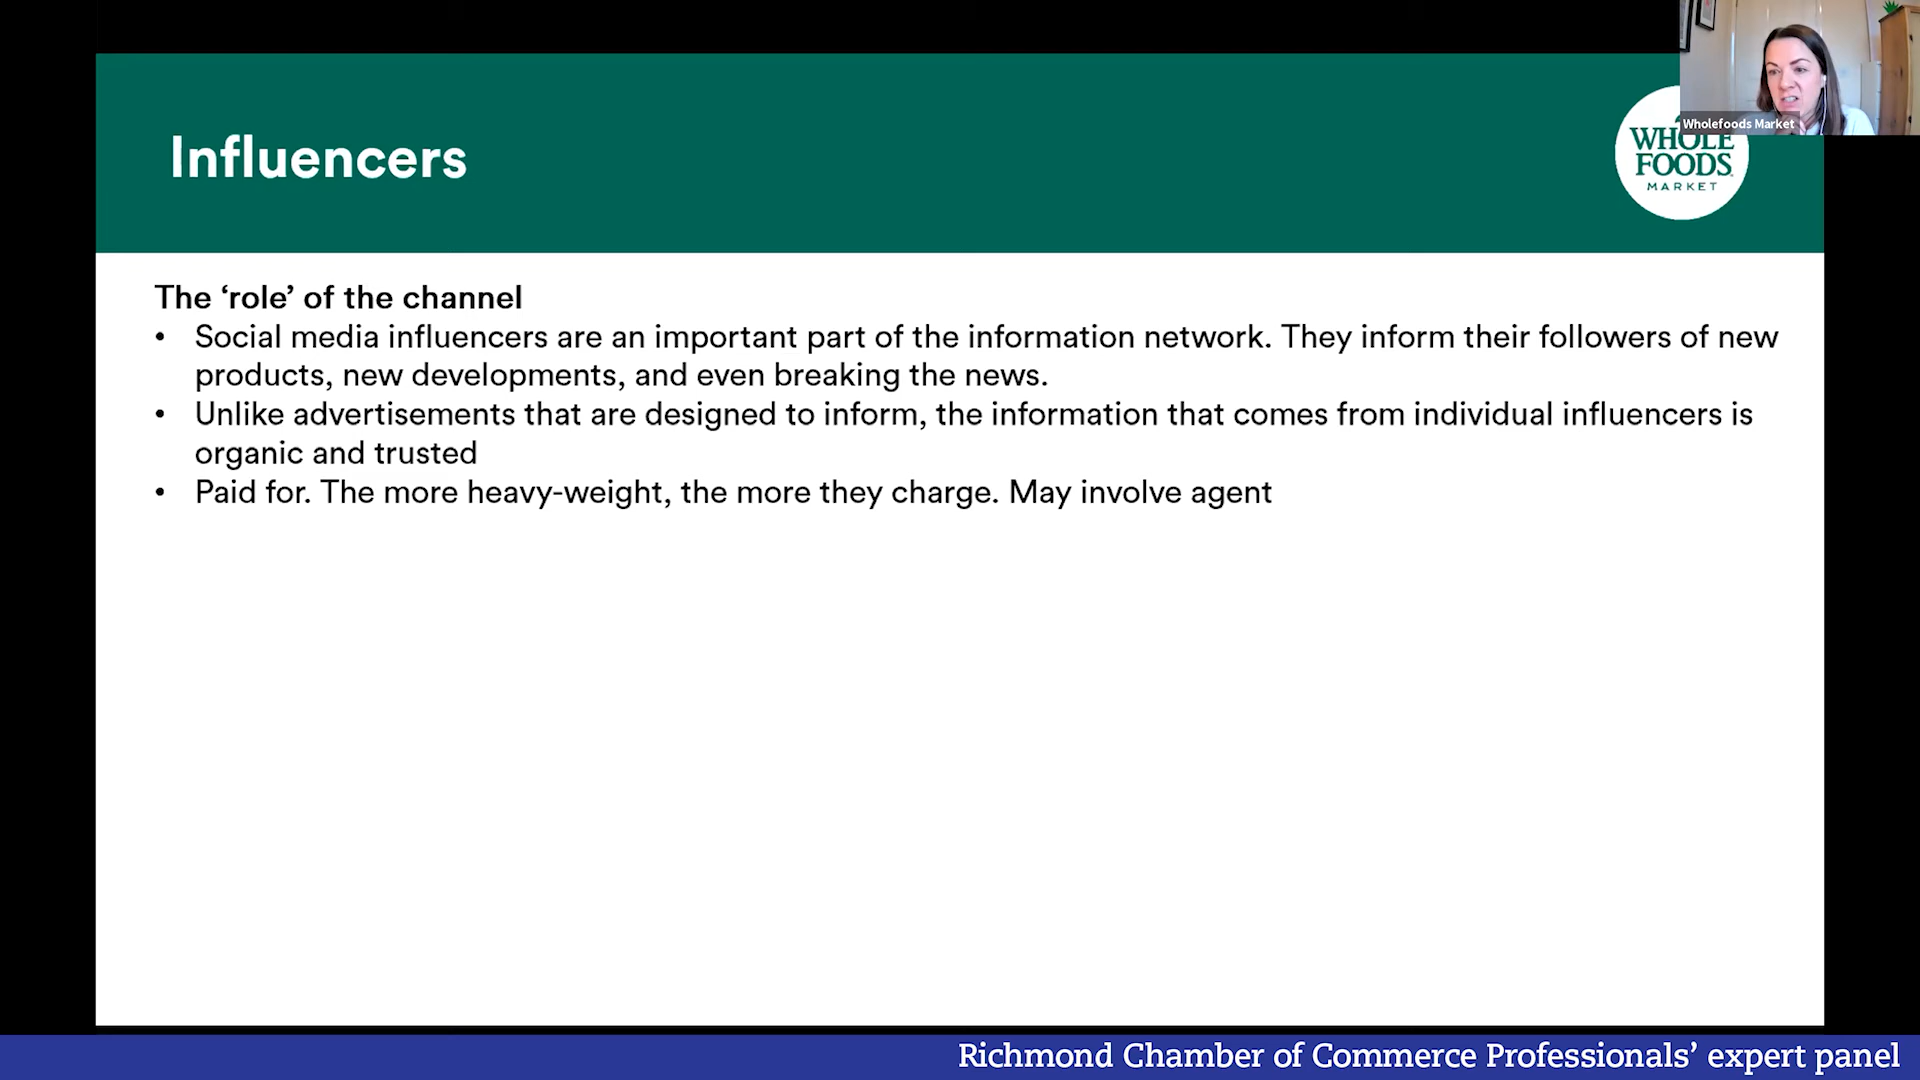 Influencers
Wholefoods Market
WHOLE
FOODS
MARKET
The ‘role’ of the channel
• Social media influencers are an important part of the information network. They inform their followers of new
products, new developments, and even breaking the news.
• Unlike advertisements that are designed to inform, the information that comes from individual influencers is
organic and trusted
• Paid for. The more heavy-weight, the more they charge. May involve agent
Richmond Chamber of Commerce Professionals’ expert panel